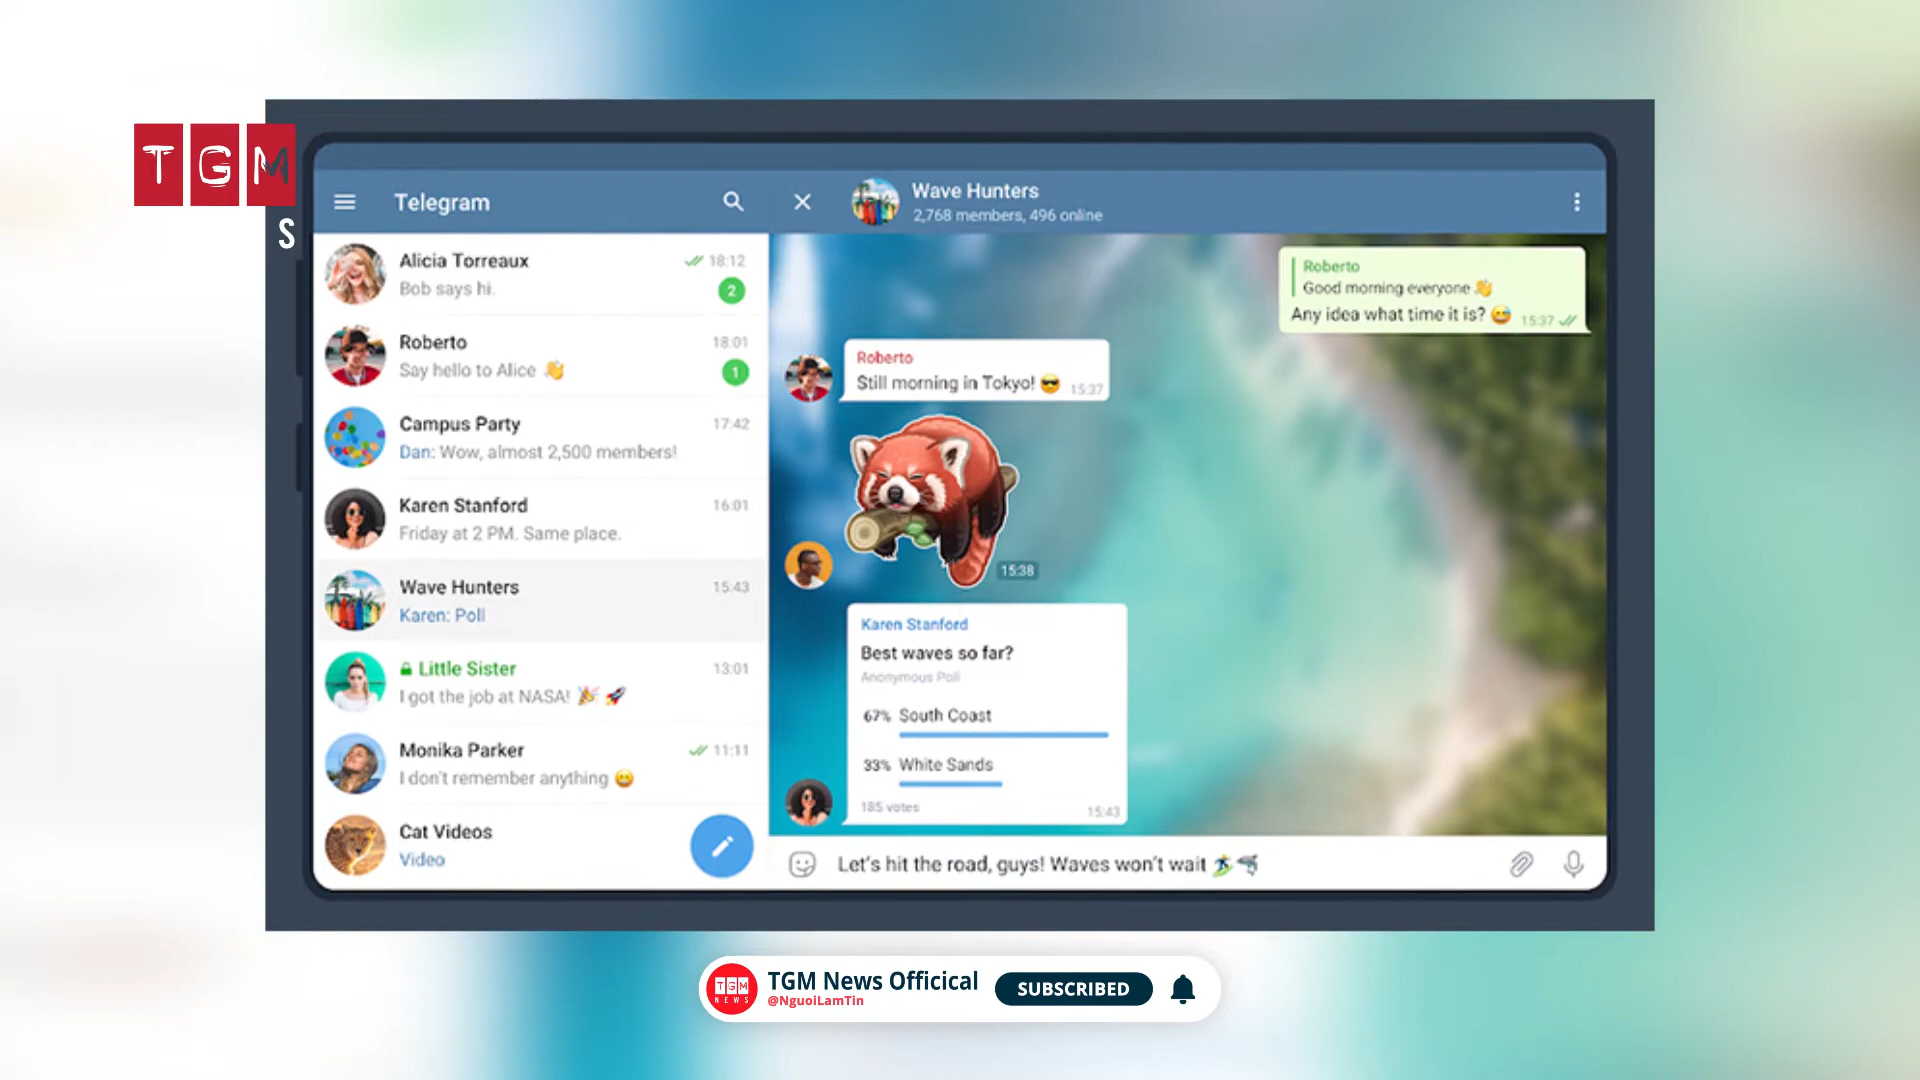 TGM
S
Telegram
Wave Hunters
2,768 members, 496 online
Alicia Torreaux
18:12
Bob says hi.
2
Roberto
18:01
Say hello to Alice 👋
1
Campus Party
17:42
Dan: Wow, almost 2,500 members!
Karen Stanford
16:01
Friday at 2 PM. Same place.
Wave Hunters
15:43
Karen: Poll
Little Sister
13:01
I got the job at NASA! 🎉 🚀
Monika Parker
11:11
I don't remember anything 😄
Cat Videos
Video
Roberto
Good morning everyone 👋
Any idea what time it is? 😅 15:37
Roberto
Still morning in Tokyo! 😎 15:37
15:38
Karen Stanford
Best waves so far?
Anonymous Poll
67% South Coast
33% White Sands
185 votes
15:43
Let's hit the road, guys! Waves won't wait 🏄🦈
TGM
NEWS
TGM News Officical
@NguoiLamTin
SUBSCRIBED